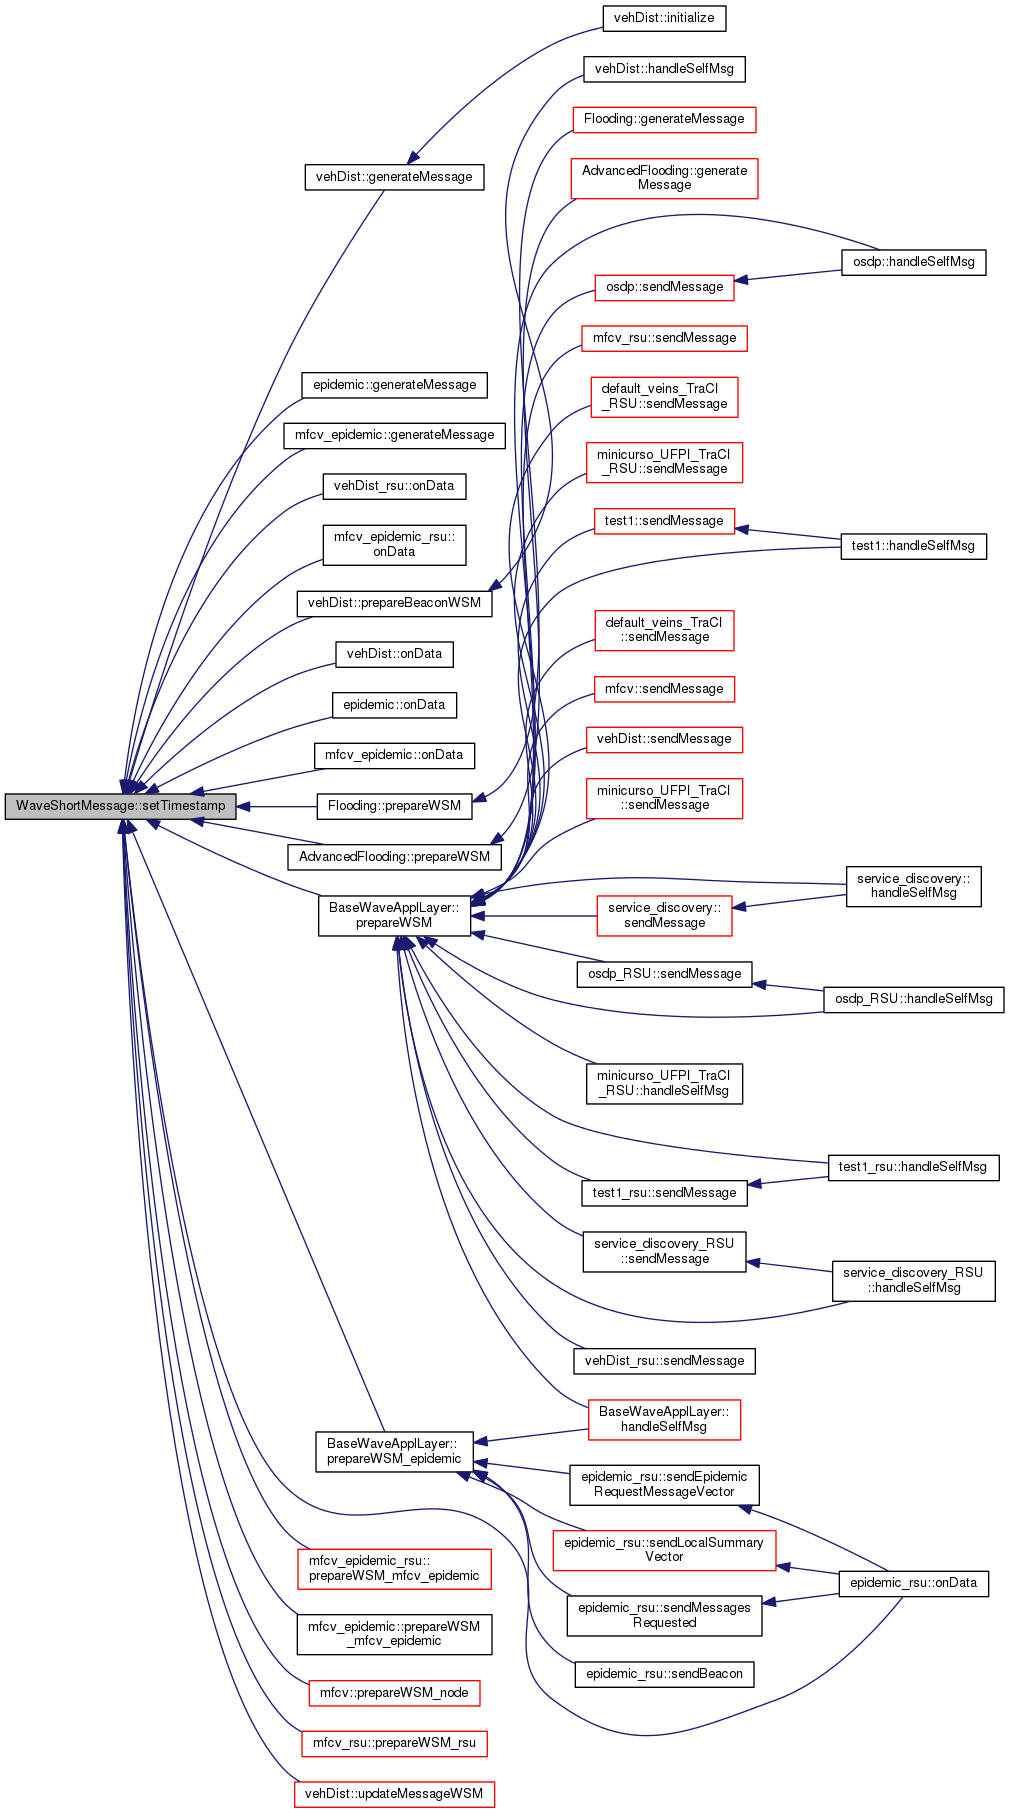 vehDist::initialize
vehDist::handleSelfMsg
Flooding::generateMessage
AdvancedFlooding::generate
Message
vehDist::generateMessage
osdp::handleSelfMsg
osdp::sendMessage
mfcv_rsu::sendMessage
epidemic::generateMessage
default_veins_TraCI
_RSU::sendMessage
mfcv_epidemic::generateMessage
minicurso_UFPI_TraCI
_RSU::sendMessage
vehDist_rsu::onData
test1::sendMessage
mfcv_epidemic_rsu::
onData
test1::handleSelfMsg
vehDist::prepareBeaconWSM
default_veins_TraCI
::sendMessage
vehDist::onData
mfcv::sendMessage
epidemic::onData
vehDist::sendMessage
mfcv_epidemic::onData
minicurso_UFPI_TraCI
::sendMessage
WaveShortMessage::setTimestamp
Flooding::prepareWSM
AdvancedFlooding::prepareWSM
service_discovery::
handleSelfMsg
BaseWaveApplLayer::
prepareWSM
service_discovery::
sendMessage
osdp_RSU::sendMessage
osdp_RSU::handleSelfMsg
minicurso_UFPI_TraCI
_RSU::handleSelfMsg
test1_rsu::handleSelfMsg
test1_rsu::sendMessage
service_discovery_RSU
::sendMessage
service_discovery_RSU
::handleSelfMsg
vehDist_rsu::sendMessage
BaseWaveApplLayer::
handleSelfMsg
BaseWaveApplLayer::
prepareWSM_epidemic
epidemic_rsu::sendEpidemic
RequestMessageVector
epidemic_rsu::sendLocalSummary
Vector
mfcv_epidemic_rsu::
prepareWSM_mfcv_epidemic
epidemic_rsu::onData
epidemic_rsu::sendMessages
Requested
mfcv_epidemic::prepareWSM
_mfcv_epidemic
epidemic_rsu::sendBeacon
mfcv::prepareWSM_node
mfcv_rsu::prepareWSM_rsu
vehDist::updateMessageWSM